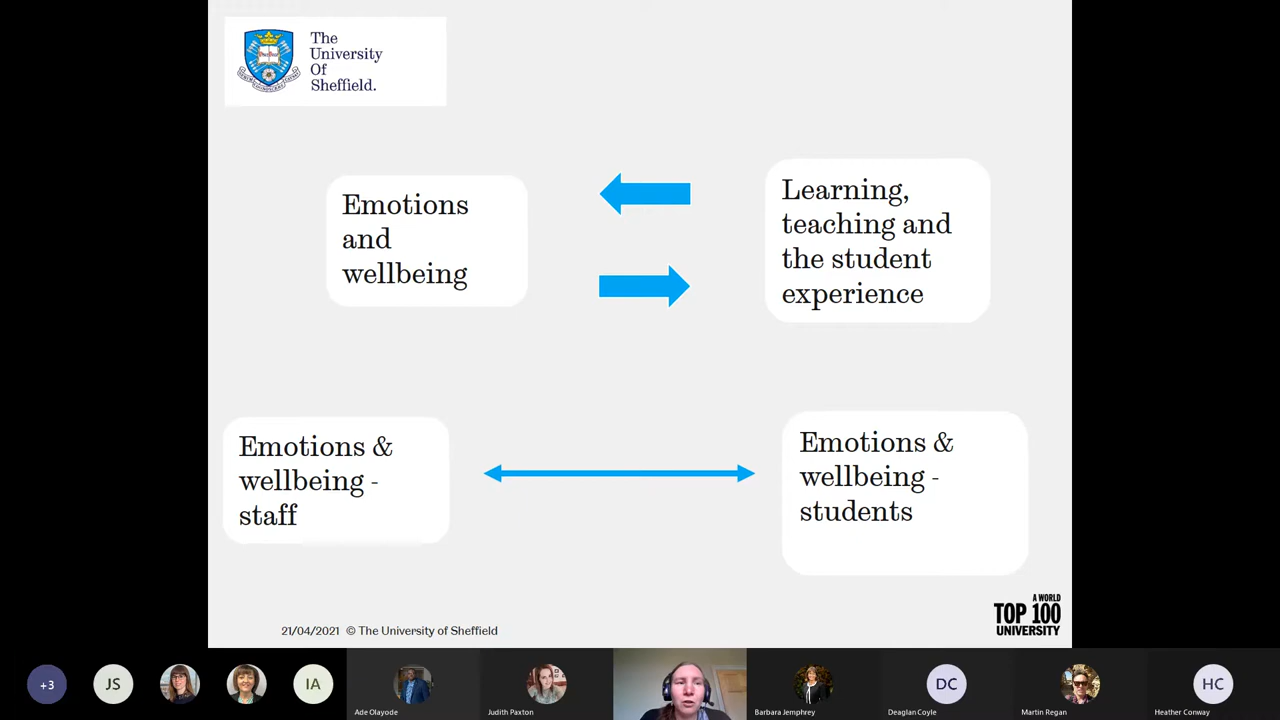 The
University
Of
Sheffield.
Emotions
and
wellbeing
Learning,
teaching and
the student
experience
Emotions &
wellbeing -
staff
Emotions &
wellbeing -
students
21/04/2021 © The University of Sheffield
A WORLD
TOP 100
UNIVERSITY
+3
JS
IA
Ade Olayode
Judith Paxton
Barbara Jemphrey
DC
Deaglan Coyle
Martin Regan
HC
Heather Conway